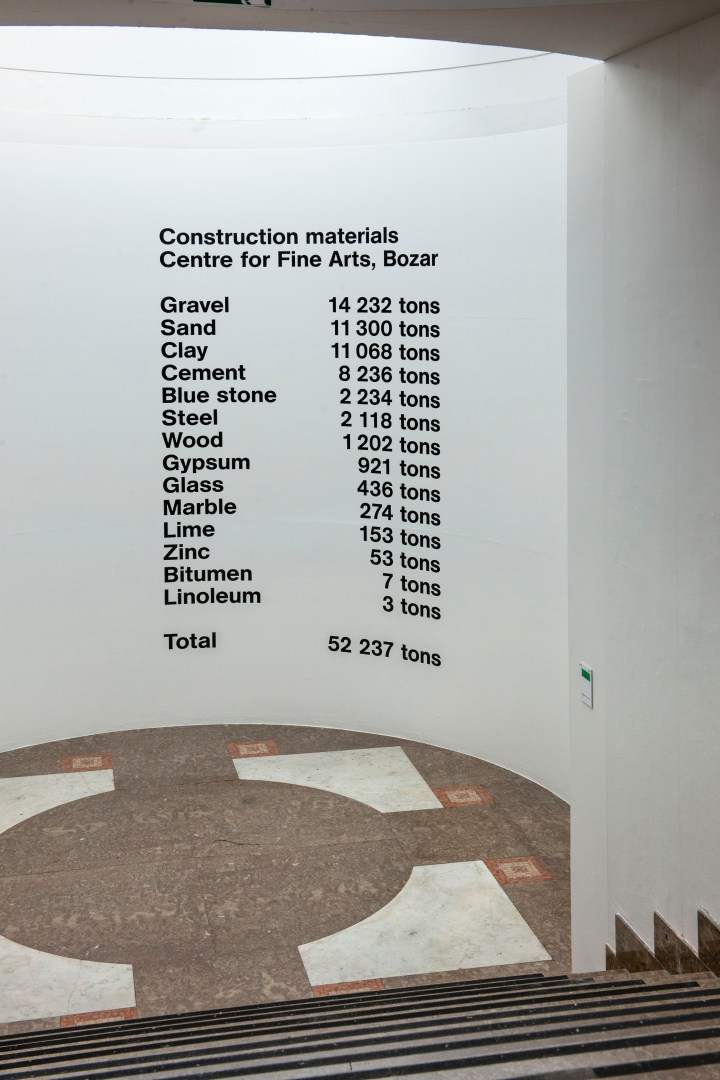 Construction materials
Centre for Fine Arts, Bozar
Gravel 14 232 tons
Sand 11 300 tons
Clay 11 068 tons
Cement 8 236 tons
Blue stone 2 234 tons
Steel 2 118 tons
Wood 1 202 tons
Gypsum 921 tons
Glass 436 tons
Marble 274 tons
Lime 153 tons
Zinc 53 tons
Bitumen 7 tons
Linoleum 3 tons
Total 52 237 tons